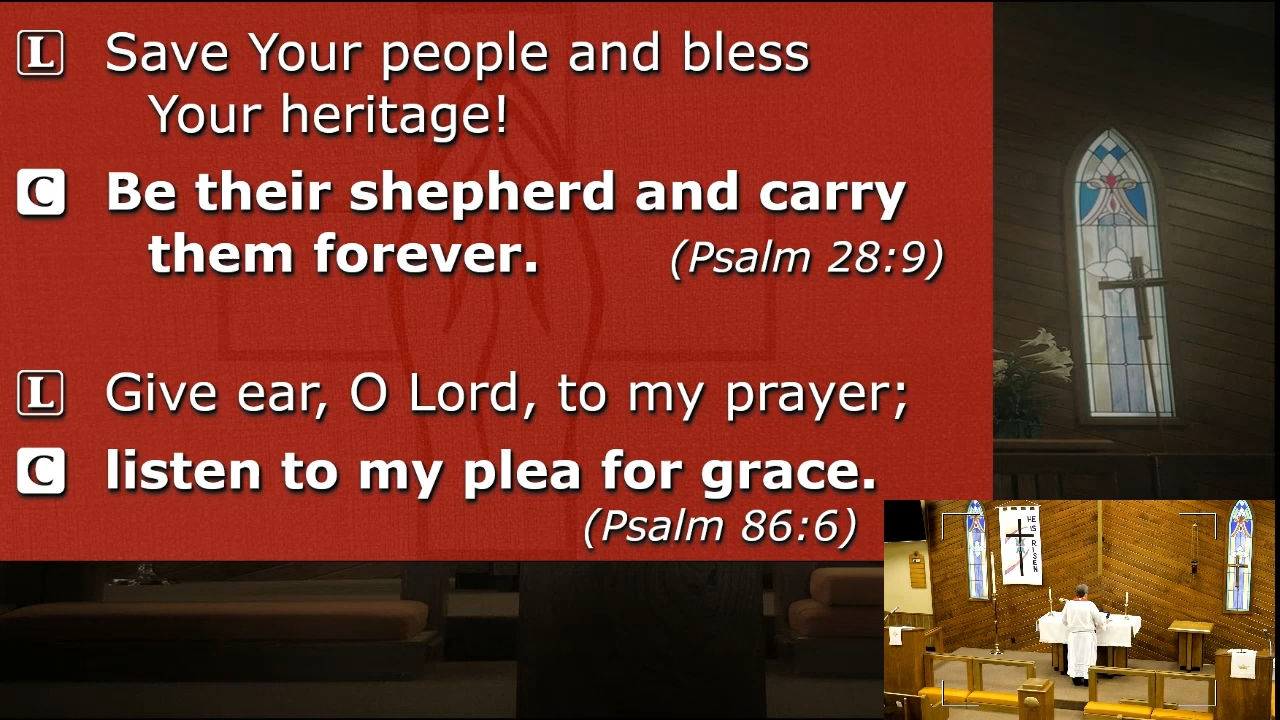 L Save Your people and bless
Your heritage!
C Be their shepherd and carry
them forever. (Psalm 28:9)
L Give ear, O Lord, to my prayer;
C listen to my plea for grace.
(Psalm 86:6)
HE
IS
RISEN